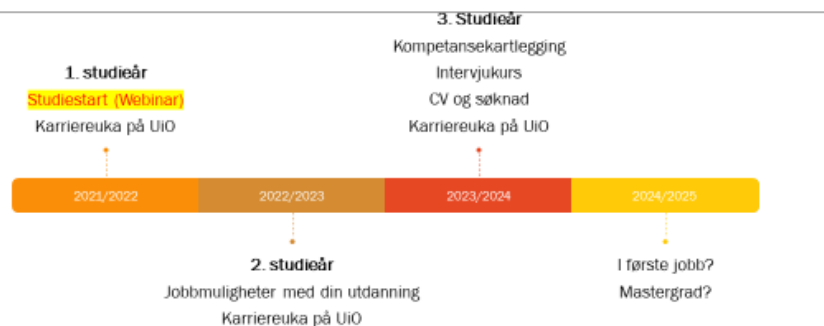 3. Studieår
Kompetansekartlegging
Intervjukurs
CV og søknad
Karriereuka på UiO
1. studieår
Studiestart (Webinar)
Karriereuka på UiO
2021/2022
2022/2023
2023/2024
2024/2025
2. studieår
Jobbmuligheter med din utdanning
Karriereuka på UiO
I første jobb?
Mastergrad?